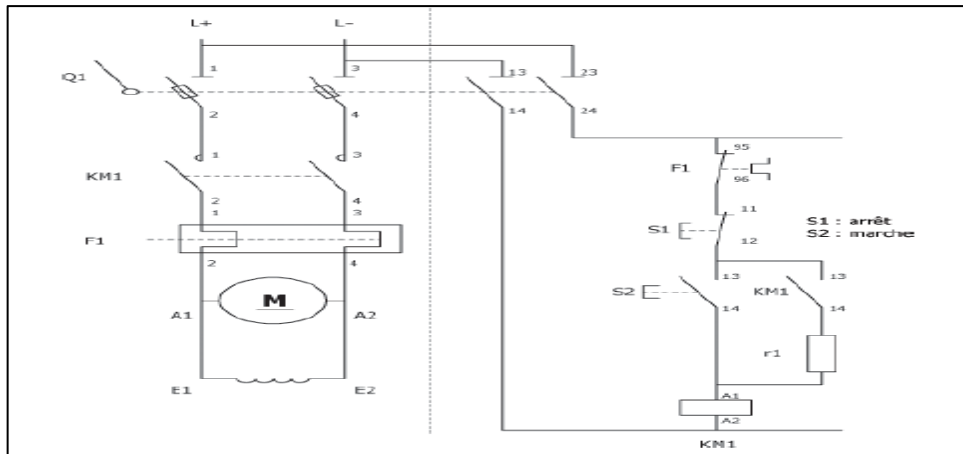 L+ L-
1 3 13 23
Q1
2 4 14 24
1 3
KM1
2 4
1 3
F1
2 4
M
A1 A2
E1 E2
95
F1
96
11
S1
12
S1 : arrêt
S2 : marche
13 13
S2 KM1
14 14
r1
A1
A2
KM1